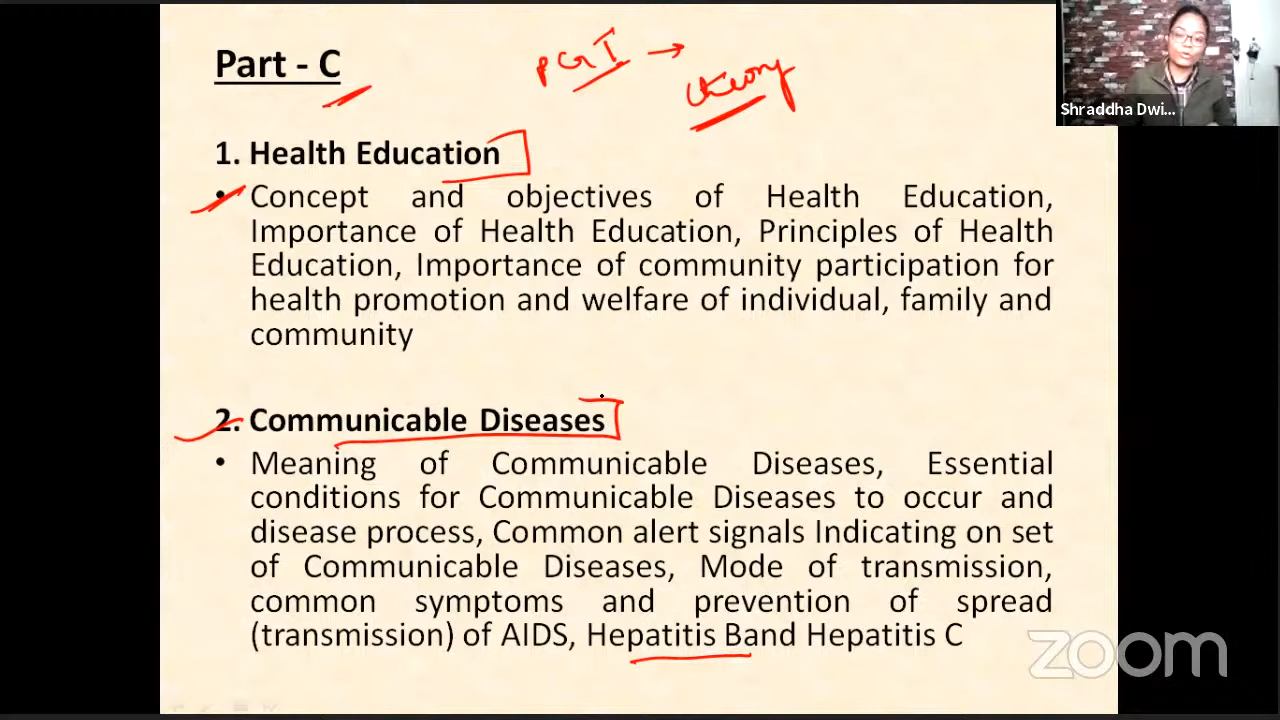 Part - C
PGT → theory
Shraddha Dwi...
1. Health Education
• Concept and objectives of Health Education,
Importance of Health Education, Principles of Health
Education, Importance of community participation for
health promotion and welfare of individual, family and
community
2. Communicable Diseases
• Meaning of Communicable Diseases, Essential
conditions for Communicable Diseases to occur and
disease process, Common alert signals Indicating on set
of Communicable Diseases, Mode of transmission,
common symptoms and prevention of spread
(transmission) of AIDS, Hepatitis Band Hepatitis C
zoom